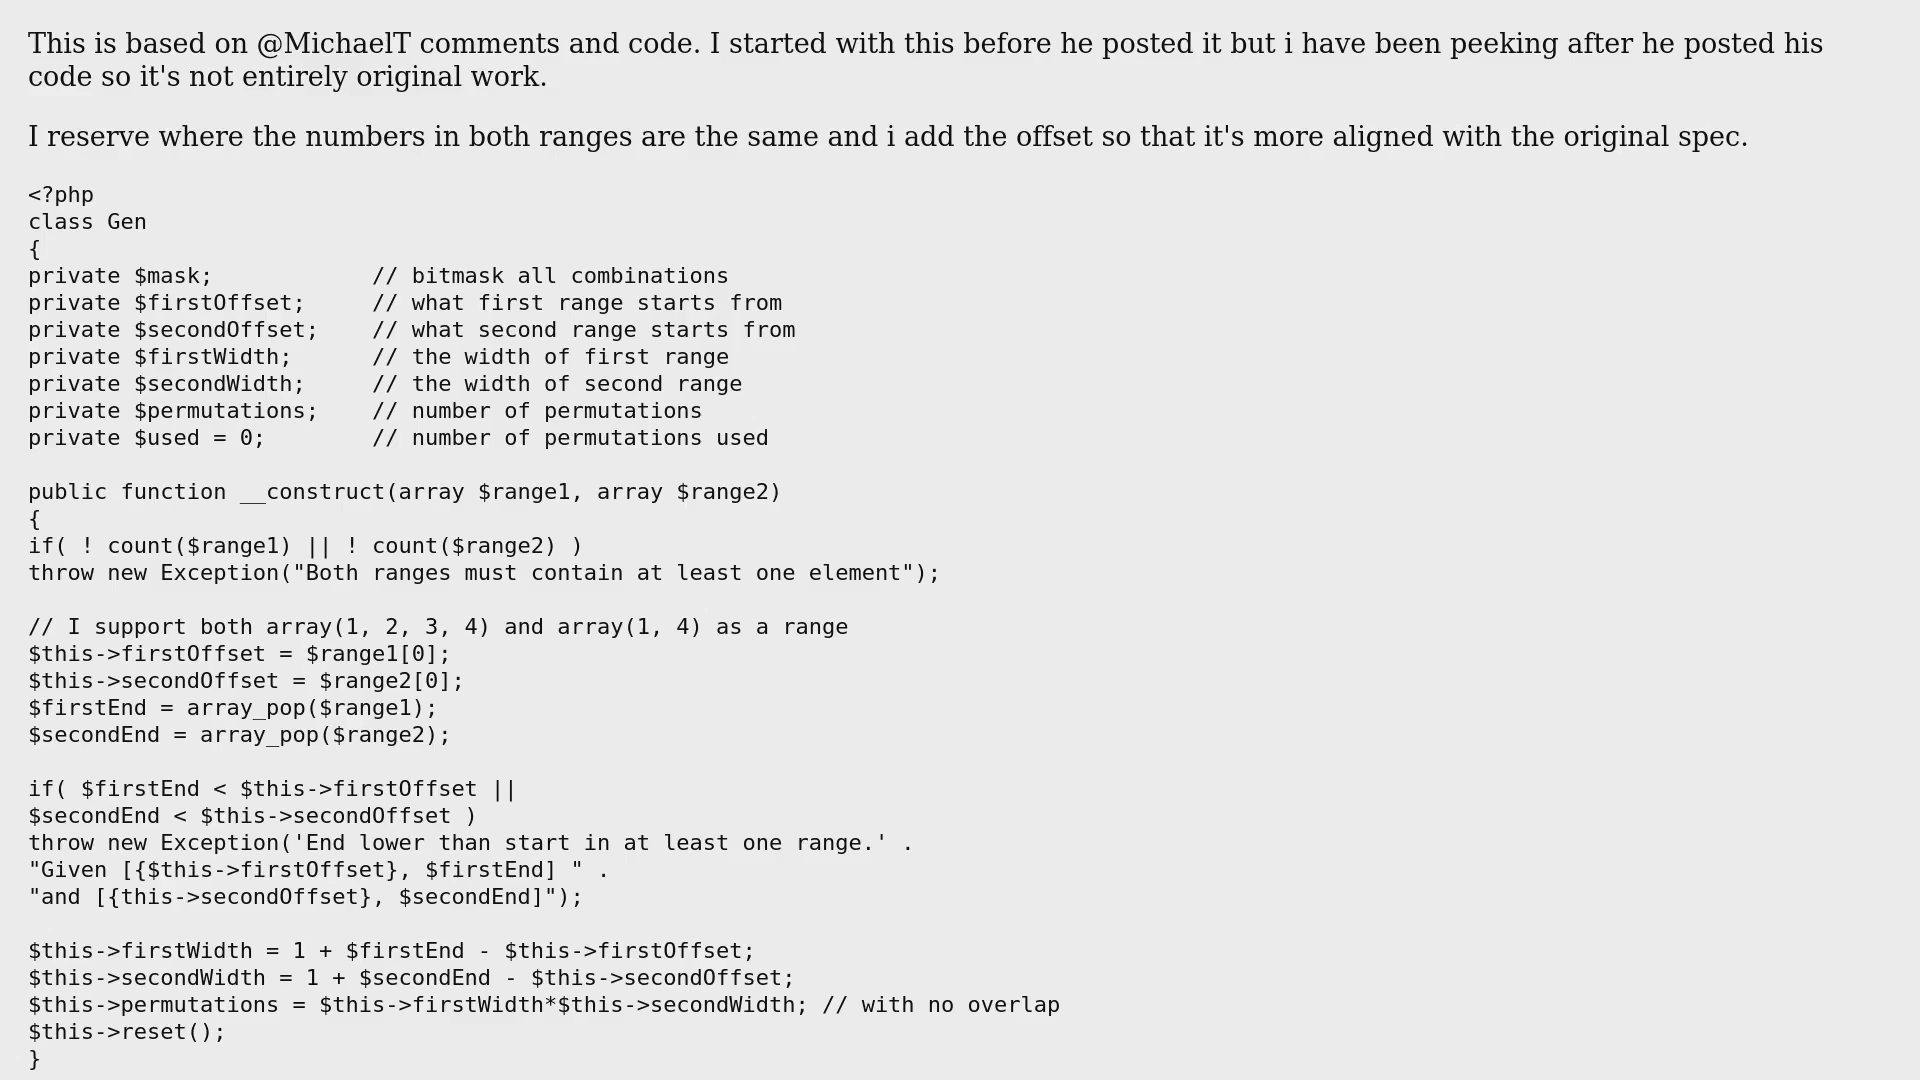 This is based on @MichaelT comments and code. I started with this before he posted it but i have been peeking after he posted his
code so it's not entirely original work.
I reserve where the numbers in both ranges are the same and i add the offset so that it's more aligned with the original spec.
<?php
class Gen
{
private $mask;            // bitmask all combinations
private $firstOffset;     // what first range starts from
private $secondOffset;    // what second range starts from
private $firstWidth;      // the width of first range
private $secondWidth;     // the width of second range
private $permutations;    // number of permutations
private $used = 0;        // number of permutations used
public function __construct(array $range1, array $range2)
{
if( ! count($range1) || ! count($range2) )
throw new Exception("Both ranges must contain at least one element");
// I support both array(1, 2, 3, 4) and array(1, 4) as a range
$this->firstOffset = $range1[0];
$this->secondOffset = $range2[0];
$firstEnd = array_pop($range1);
$secondEnd = array_pop($range2);
if( $firstEnd < $this->firstOffset ||
$secondEnd < $this->secondOffset )
throw new Exception('End lower than start in at least one range.' .
"Given [{$this->firstOffset}, $firstEnd] " .
"and [{this->secondOffset}, $secondEnd]");
$this->firstWidth = 1 + $firstEnd - $this->firstOffset;
$this->secondWidth = 1 + $secondEnd - $this->secondOffset;
$this->permutations = $this->firstWidth*$this->secondWidth; // with no overlap
$this->reset();
}